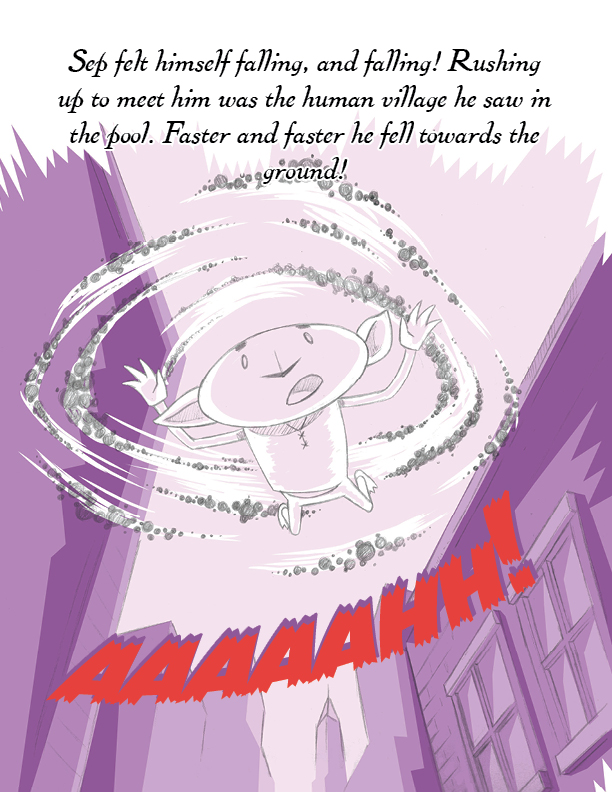 Sep felt himself falling, and falling! Rushing
up to meet him was the human village he saw in
the pool. Faster and faster he fell towards the
ground!
AAAAAAHH!